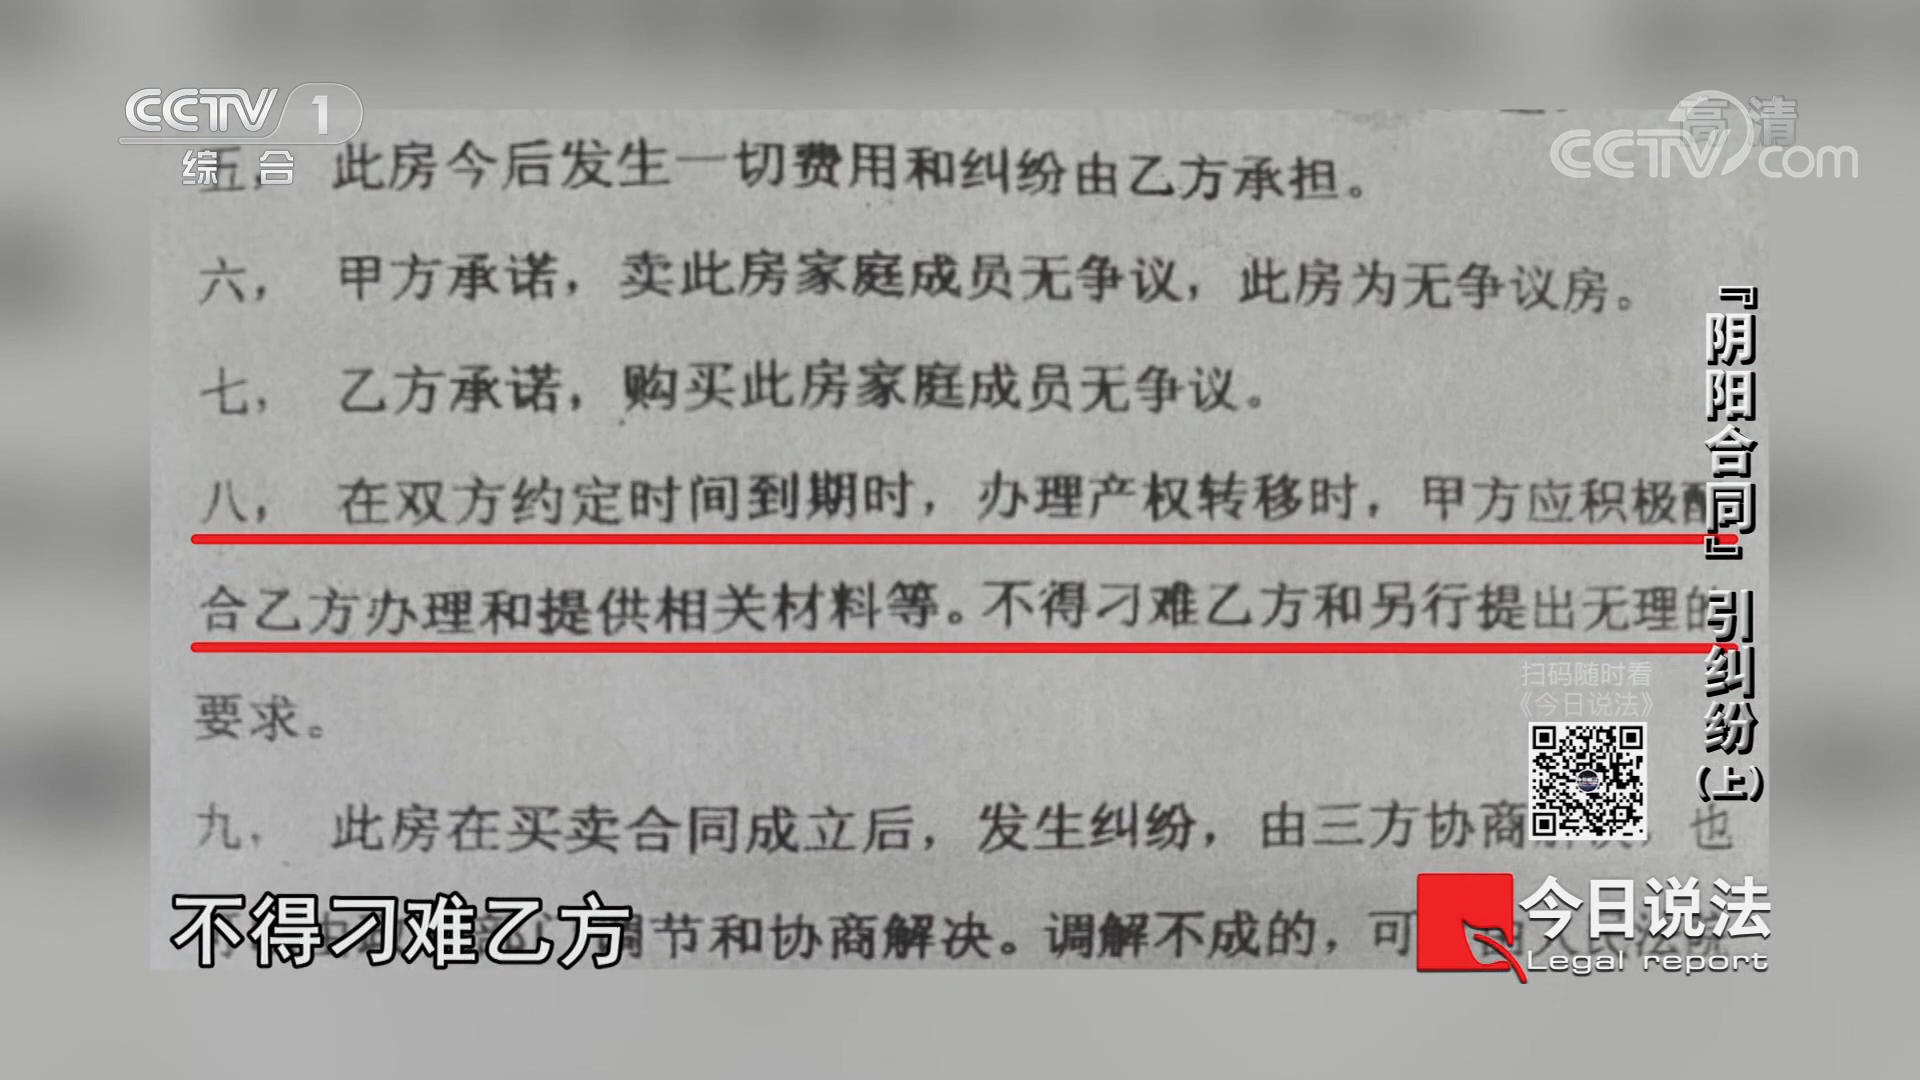 CCTV 1
综合
高清
CCTV.com
五， 此房今后发生一切费用和纠纷由乙方承担。
六， 甲方承诺，卖此房家庭成员无争议，此房为无争议房。
七， 乙方承诺，购买此房家庭成员无争议。
八， 在双方约定时间到期时，办理产权转移时，甲方应积极配
合乙方办理和提供相关材料等。不得刁难乙方和另行提出无理的
要求。
九， 此房在买卖合同成立后，发生纠纷，由三方协商解决，也
调节和协商解决。调解不成的，可
『阴阳合同』引纠纷（上）
扫码随时看
《今日说法》
不得刁难乙方
今日说法
Legal report